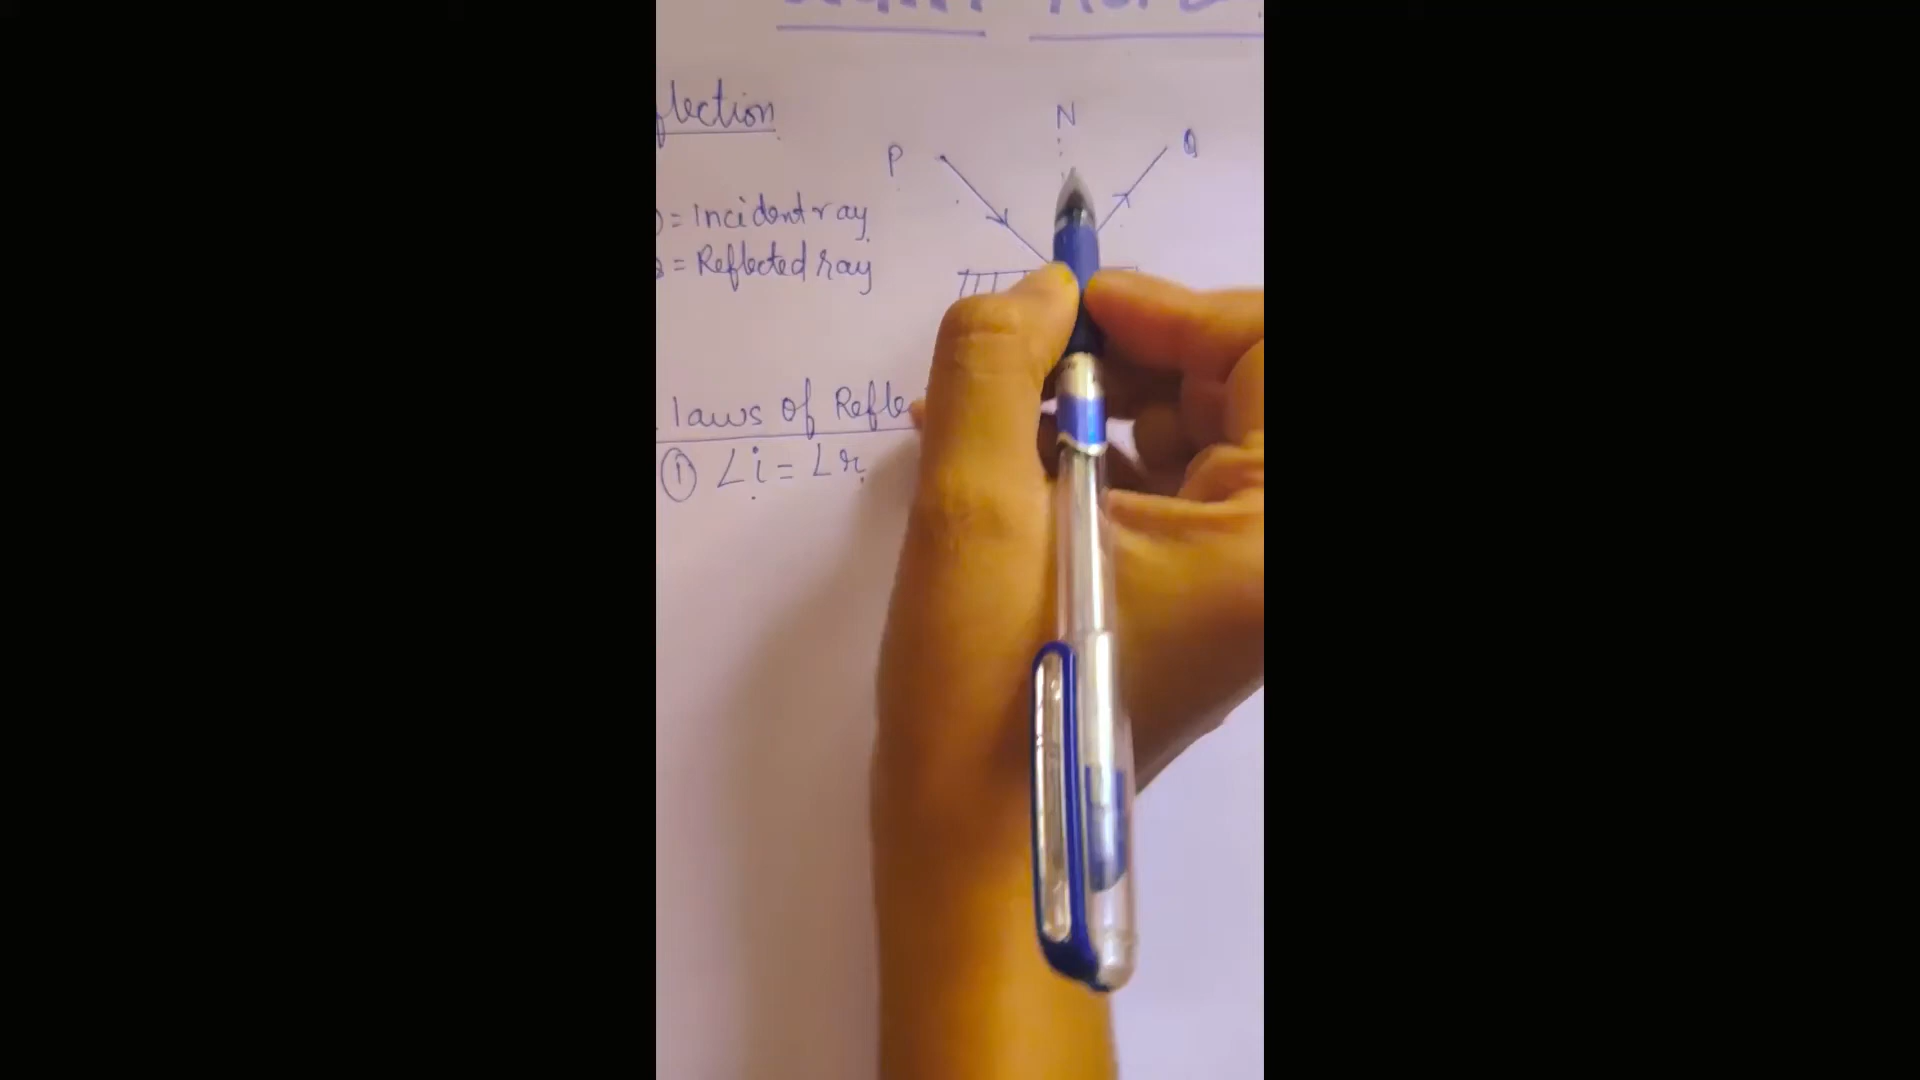 flection
N
P
Q
= Incident ray
= Reflected ray
laws of Refle
① ∠i = ∠r